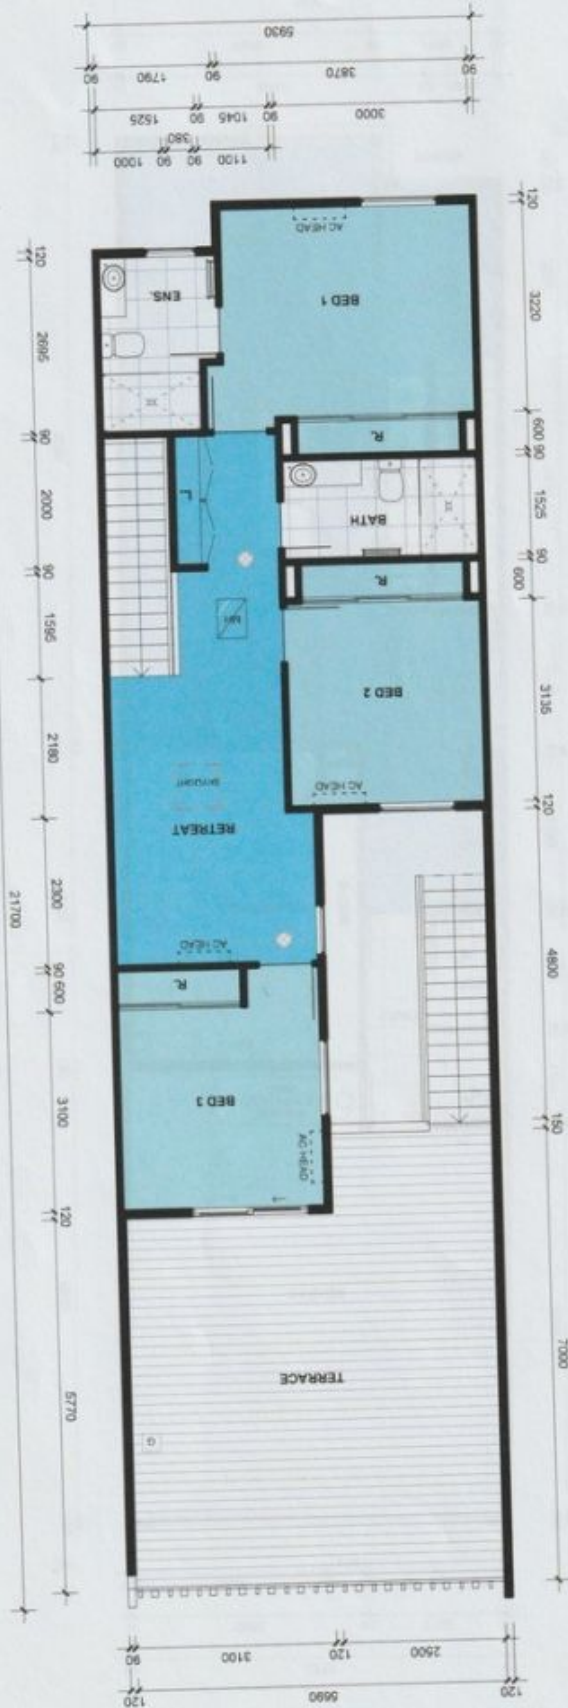 120 5690 120
120 2500 120 3100 90
7000
150
4800
120
3135
600
90
1525
90
600
3220
120
5770
120
3100
600
90
2300
2180
1595
90
2000
90
2695
120
21700
G
TERRACE
AC HEAD
BED 3
R.
AC HEAD
RETREAT
SKYLIGHT
AC HEAD
BED 2
MH
R.
L
BATH
R.
BED 1
ENS.
AC HEAD
1100 90 380 90 1000
3000 90 1045 90 1525 90
90 3870 90 1790 90
5930